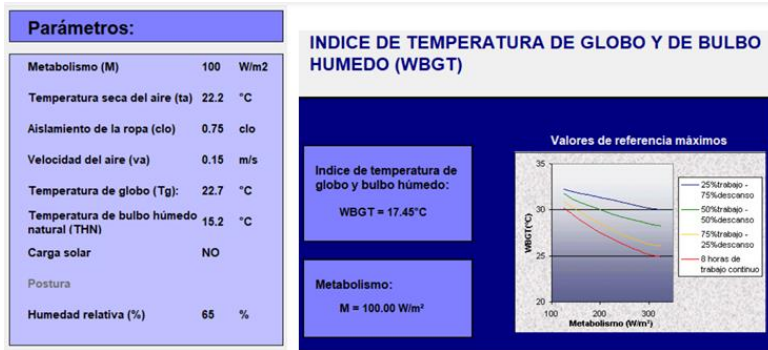 Parámetros:
Metabolismo (M) 100 W/m2
Temperatura seca del aire (ta) 22.2 °C
Aislamiento de la ropa (clo) 0.75 clo
Velocidad del aire (va) 0.15 m/s
Temperatura de globo (Tg): 22.7 °C
Temperatura de bulbo húmedo
natural (THN) 15.2 °C
Carga solar NO
Postura
Humedad relativa (%) 65 %
INDICE DE TEMPERATURA DE GLOBO Y DE BULBO
HUMEDO (WBGT)
Indice de temperatura de
globo y bulbo húmedo:
WBGT = 17.45°C
Metabolismo:
M = 100.00 W/m²
Valores de referencia máximos
35
30
25
20
WBGT(°C)
100 200 300
Metabolismo (W/m²)
25%trabajo -
75%descanso
50%trabajo -
50%descanso
75%trabajo -
25%descanso
8 horas de
trabajo continuo